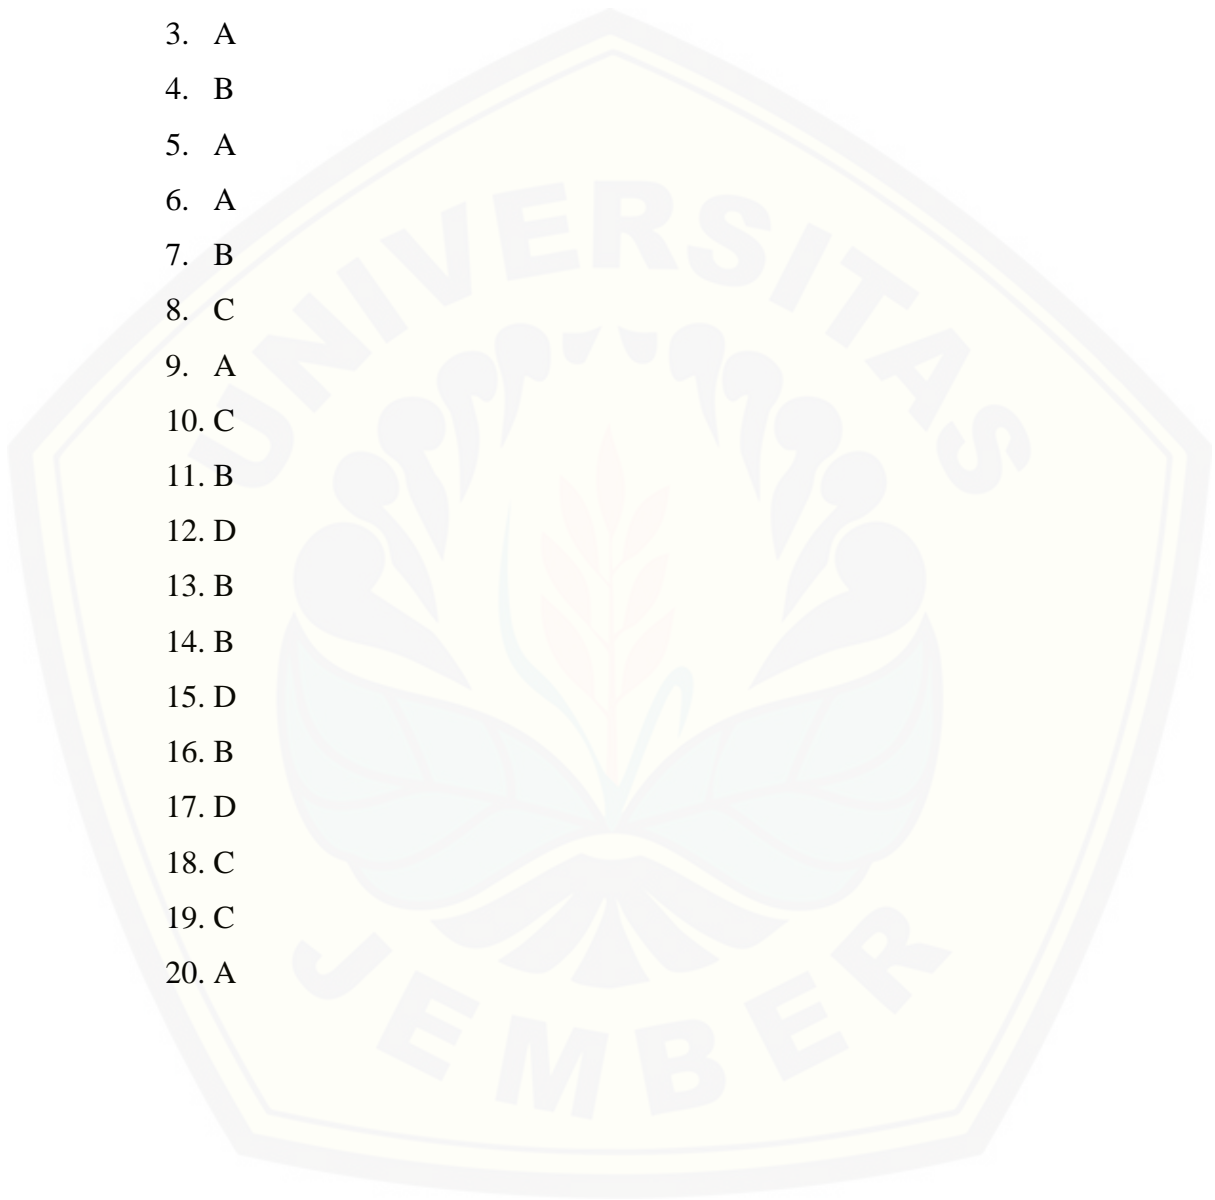 3. A
4. B
5. A
6. A
7. B
8. C
9. A
10. C
11. B
12. D
13. B
14. B
15. D
16. B
17. D
18. C
19. C
20. A
UNIVERSITAS
JEMBER